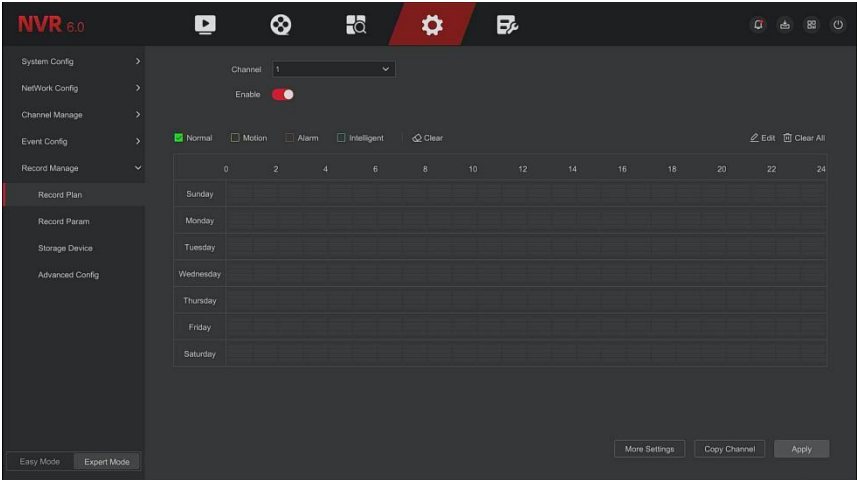 NVR 6.0
System Config
NetWork Config
Channel Manage
Event Config
Record Manage
Record Plan
Record Param
Storage Device
Advanced Config
Easy Mode Expert Mode
Channel 1
Enable
Normal Motion Alarm Intelligent Clear Edit Clear All
0 2 4 6 8 10 12 14 16 18 20 22 24
Sunday
Monday
Tuesday
Wednesday
Thursday
Friday
Saturday
More Settings Copy Channel Apply